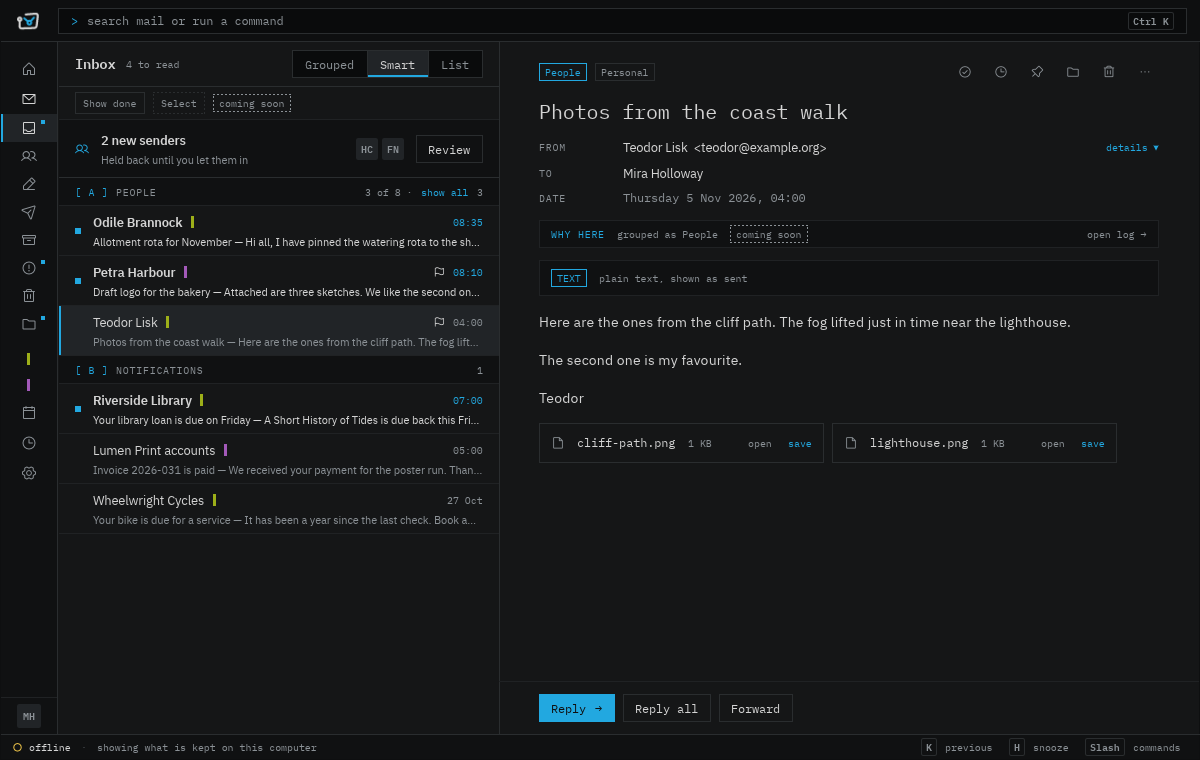 > search mail or run a command Ctrl K
Inbox 4 to read Grouped Smart List
Show done Select coming soon
2 new senders
Held back until you let them in HC FN Review
[ A ] PEOPLE 3 of 8 · show all 3
Odile Brannock 08:35
Allotment rota for November — Hi all, I have pinned the watering rota to the sh...
Petra Harbour 08:10
Draft logo for the bakery — Attached are three sketches. We like the second on...
Teodor Lisk 04:00
Photos from the coast walk — Here are the ones from the cliff path. The fog lift...
[ B ] NOTIFICATIONS 1
Riverside Library 07:00
Your library loan is due on Friday — A Short History of Tides is due back this Fri...
Lumen Print accounts 05:00
Invoice 2026-031 is paid — We received your payment for the poster run. Than...
Wheelwright Cycles 27 Oct
Your bike is due for a service — It has been a year since the last check. Book a...
People Personal ...
Photos from the coast walk
FROM Teodor Lisk <teodor@example.org> details ▾
TO Mira Holloway
DATE Thursday 5 Nov 2026, 04:00
WHY HERE grouped as People coming soon open log →
TEXT plain text, shown as sent
Here are the ones from the cliff path. The fog lifted just in time near the lighthouse.
The second one is my favourite.
Teodor
cliff-path.png 1 KB open save lighthouse.png 1 KB open save
Reply → Reply all Forward
MH
offline · showing what is kept on this computer K previous H snooze Slash commands